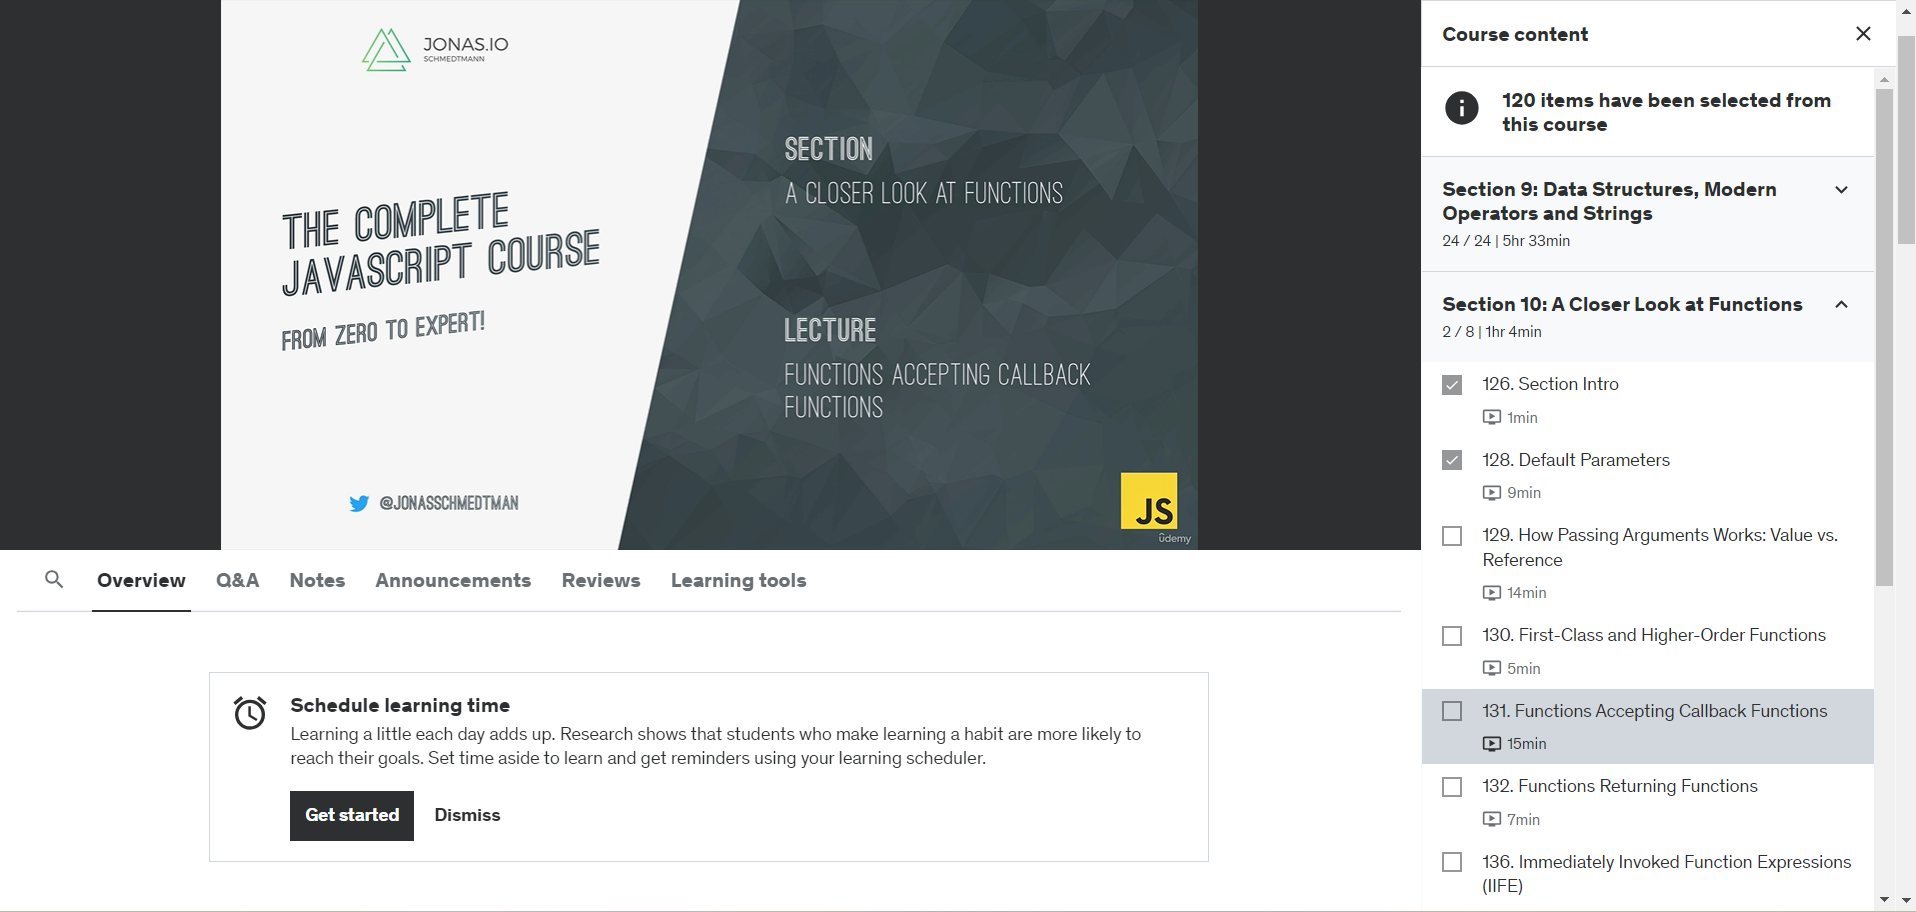 JONAS.IO
SCHMEDTMANN
THE COMPLETE
JAVASCRIPT COURSE
FROM ZERO TO EXPERT!
@JONASSCHMEDTMAN
SECTION
A CLOSER LOOK AT FUNCTIONS
LECTURE
FUNCTIONS ACCEPTING CALLBACK
FUNCTIONS
JS
ûdemy
Overview
Q&A
Notes
Announcements
Reviews
Learning tools
Schedule learning time
Learning a little each day adds up. Research shows that students who make learning a habit are more likely to
reach their goals. Set time aside to learn and get reminders using your learning scheduler.
Get started
Dismiss
Course content
120 items have been selected from
this course
Section 9: Data Structures, Modern
Operators and Strings
24 / 24 | 5hr 33min
Section 10: A Closer Look at Functions
2 / 8 | 1hr 4min
126. Section Intro
1min
128. Default Parameters
9min
129. How Passing Arguments Works: Value vs.
Reference
14min
130. First-Class and Higher-Order Functions
5min
131. Functions Accepting Callback Functions
15min
132. Functions Returning Functions
7min
136. Immediately Invoked Function Expressions
(IIFE)